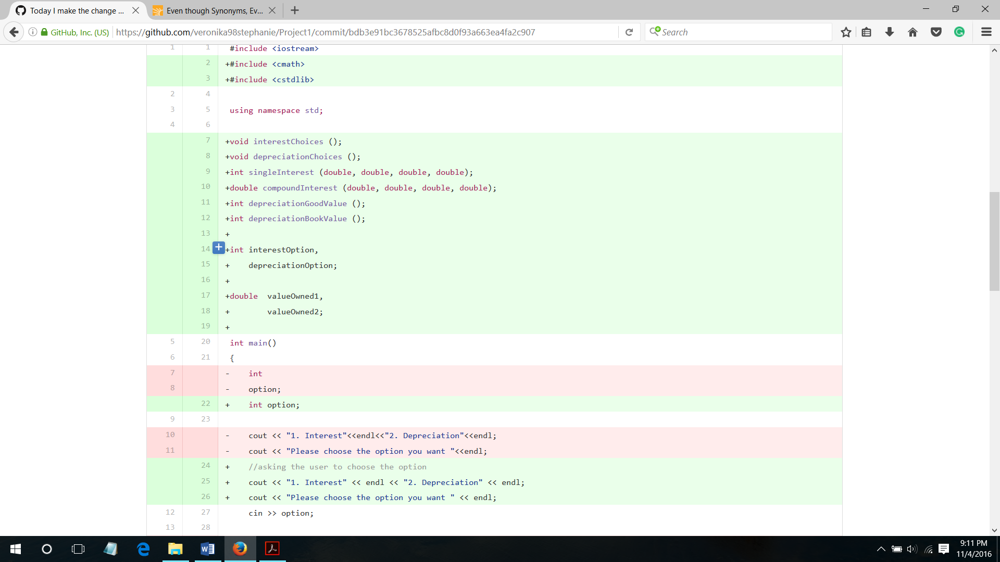 Today I make the change ...
Even though Synonyms, Ev...
GitHub, Inc. (US)
https://github.com/veronika98stephanie/Project1/commit/bdb3e91bc3678525afbc8d0f93a663ea4fa2c907
Search
1 1 #include <iostream>
2 +#include <cmath>
3 +#include <cstdlib>
2 4
3 5 using namespace std;
4 6
7 +void interestChoices ();
8 +void depreciationChoices ();
9 +int singleInterest (double, double, double, double);
10 +double compoundInterest (double, double, double, double);
11 +int depreciationGoodValue ();
12 +int depreciationBookValue ();
13 +
14 +int interestOption,
15 +    depreciationOption;
16 +
17 +double  valueOwned1,
18 +        valueOwned2;
19 +
5 20 int main()
6 21 {
7 -    int
8 -    option;
22 +    int option;
9 23
10 -    cout << "1. Interest"<<endl<<"2. Depreciation"<<endl;
11 -    cout << "Please choose the option you want "<<endl;
24 +    //asking the user to choose the option
25 +    cout << "1. Interest" << endl << "2. Depreciation" << endl;
26 +    cout << "Please choose the option you want " << endl;
12 27     cin >> option;
13 28
9:11 PM
11/4/2016